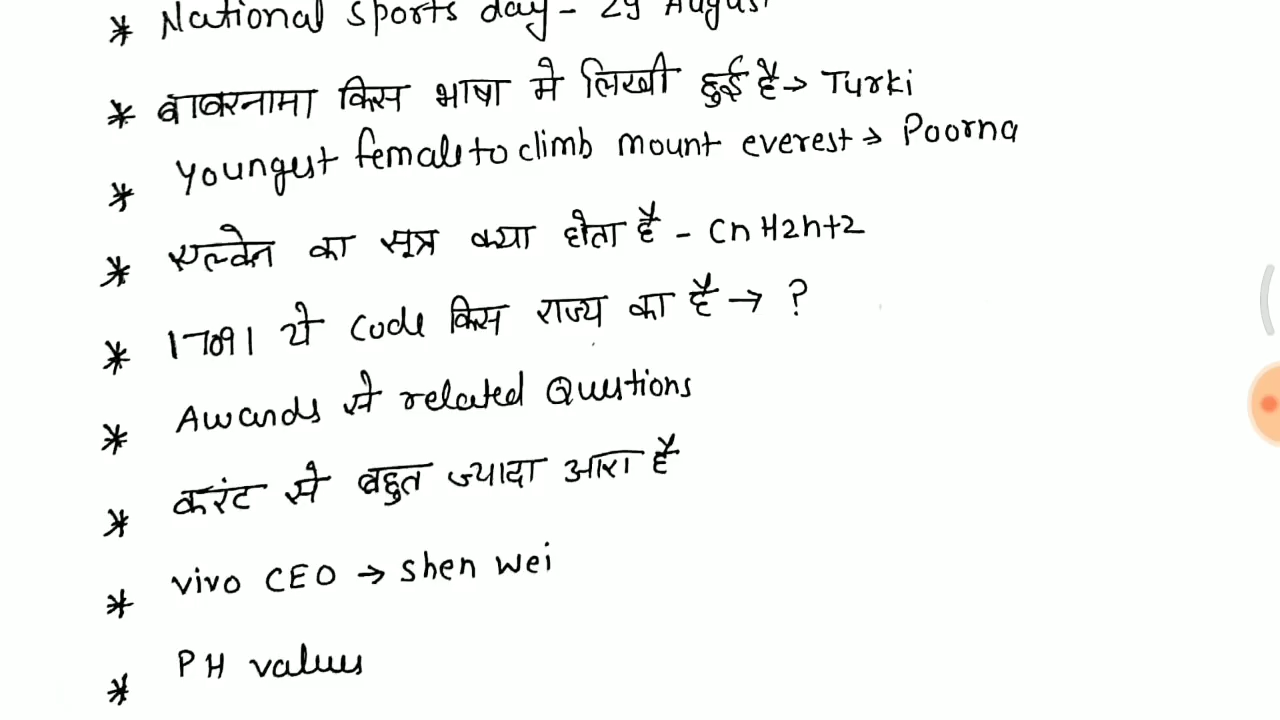 * National sports day - 29 August
* बाबरनामा किस भाषा मे लिखी हुई है → Turki
* Youngest female to climb mount everest → Poorna
* एल्केन का सूत्र क्या होता है - CnH2n+2
* 17091 ये code किस राज्य का है → ?
* Awards से related Questions
* करंट से बहुत ज्यादा आरा है
* vivo CEO → shen wei
* PH values